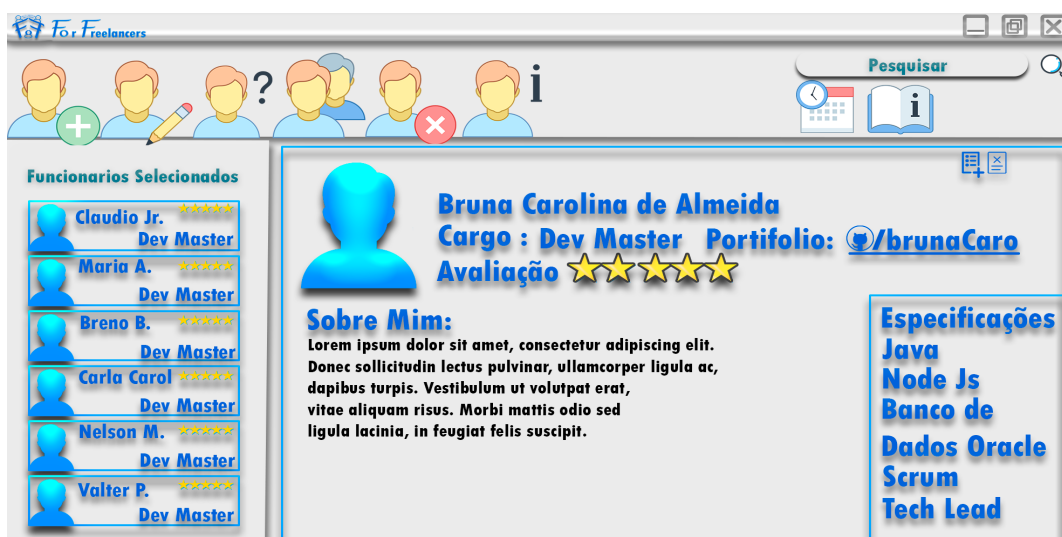 For Freelancers
?
i
Pesquisar
i
Funcionarios Selecionados
Claudio Jr.
Dev Master
Maria A.
Dev Master
Breno B.
Dev Master
Carla Carol
Dev Master
Nelson M.
Dev Master
Valter P.
Dev Master
Bruna Carolina de Almeida
Cargo : Dev Master Portifolio: /brunaCaro
Avaliação
Sobre Mim:
Lorem ipsum dolor sit amet, consectetur adipiscing elit.
Donec sollicitudin lectus pulvinar, ullamcorper ligula ac,
dapibus turpis. Vestibulum ut volutpat erat,
vitae aliquam risus. Morbi mattis odio sed
ligula lacinia, in feugiat felis suscipit.
Especificações
Java
Node Js
Banco de
Dados Oracle
Scrum
Tech Lead